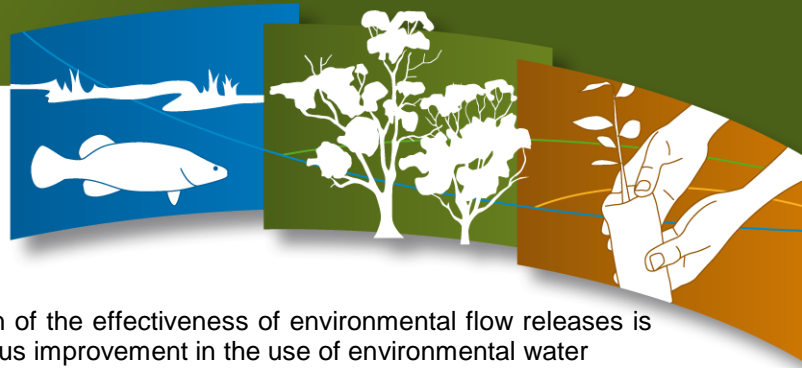 n of the effectiveness of environmental flow releases is
us improvement in the use of environmental water